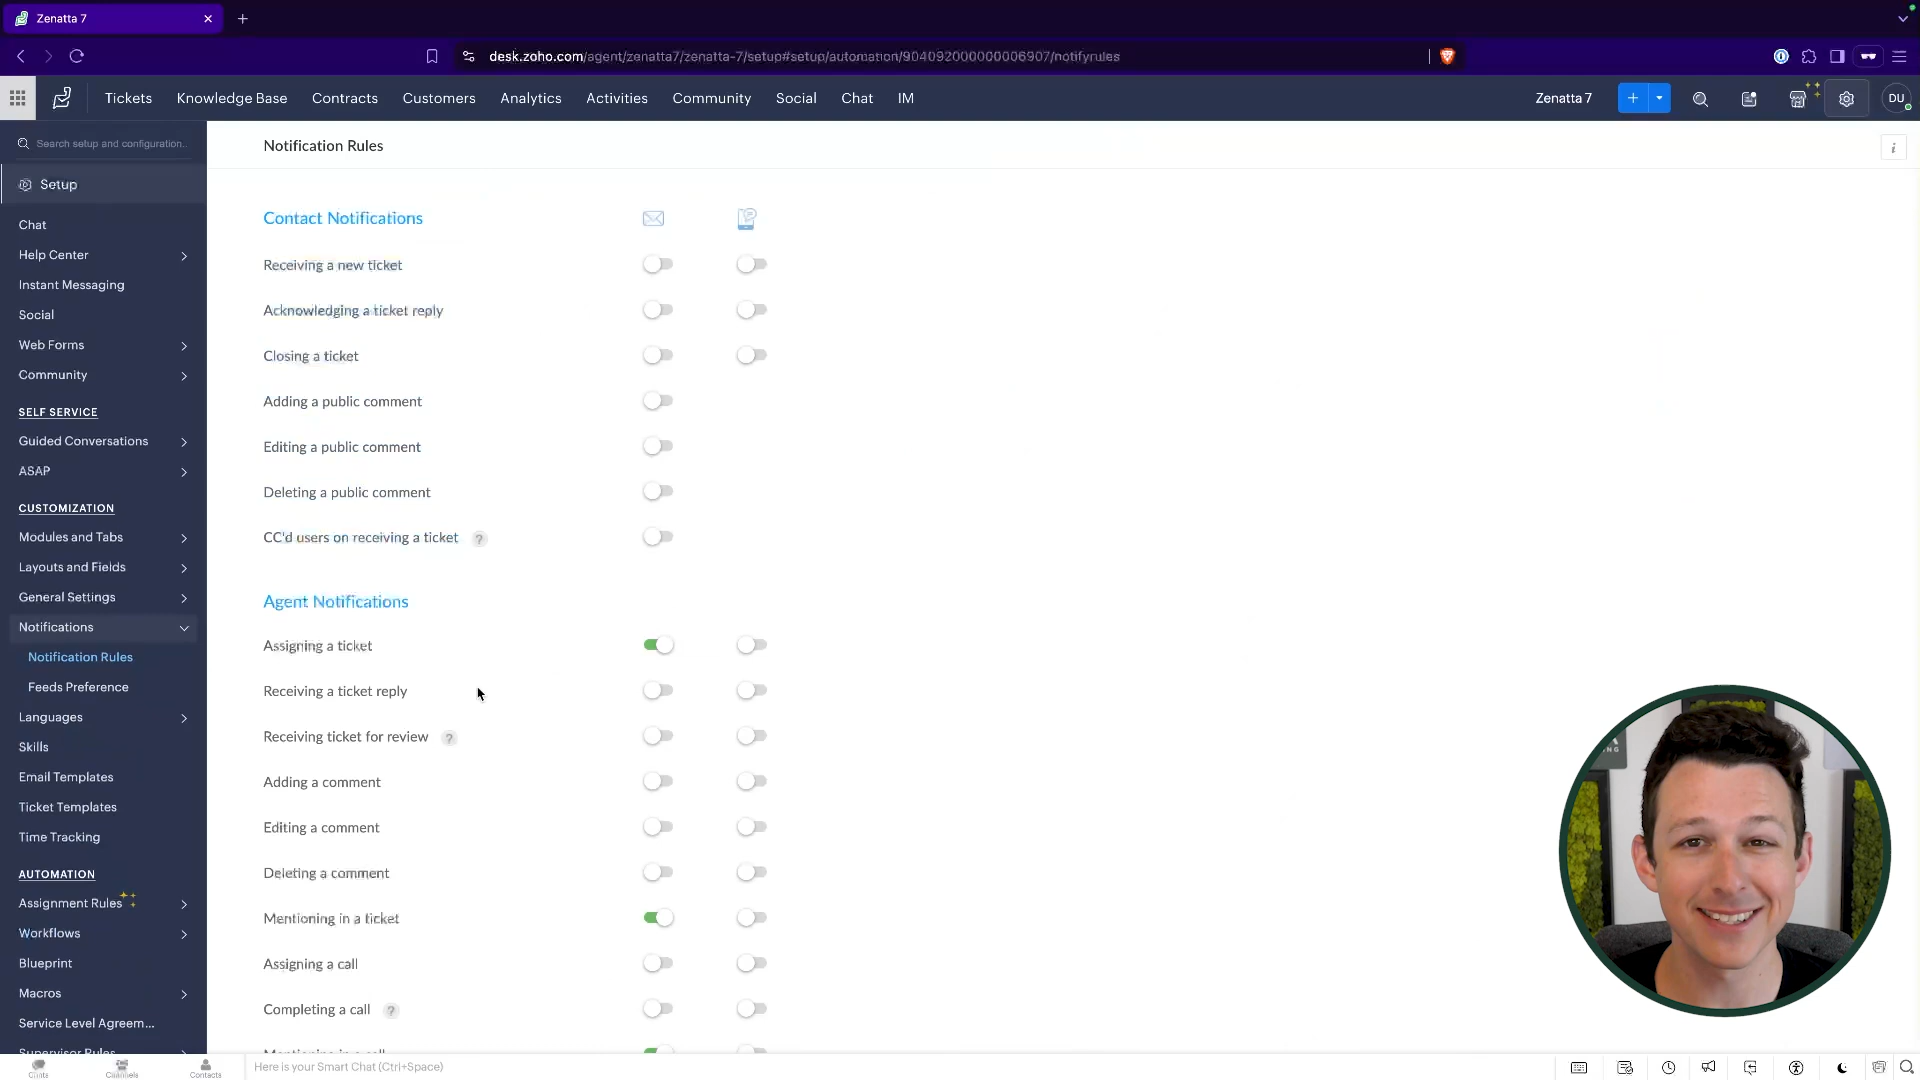 Zenatta 7
desk.zoho.com/agent/zenatta7/zenatta-7/setup#setup/automation/904092000000006907/notifyrules
Tickets Knowledge Base Contracts Customers Analytics Activities Community Social Chat IM
Zenatta 7
DU
Search setup and configuration..
Setup
Chat
Help Center
Instant Messaging
Social
Web Forms
Community
SELF SERVICE
Guided Conversations
ASAP
CUSTOMIZATION
Modules and Tabs
Layouts and Fields
General Settings
Notifications
Notification Rules
Feeds Preference
Languages
Skills
Email Templates
Ticket Templates
Time Tracking
AUTOMATION
Assignment Rules
Workflows
Blueprint
Macros
Service Level Agreem...
Supervisor Rules
Notification Rules
Contact Notifications
Receiving a new ticket
Acknowledging a ticket reply
Closing a ticket
Adding a public comment
Editing a public comment
Deleting a public comment
CC'd users on receiving a ticket ?
Agent Notifications
Assigning a ticket
Receiving a ticket reply
Receiving ticket for review ?
Adding a comment
Editing a comment
Deleting a comment
Mentioning in a ticket
Assigning a call
Completing a call ?
Mentioning in a call
Chats Channels Contacts
Here is your Smart Chat (Ctrl+Space)